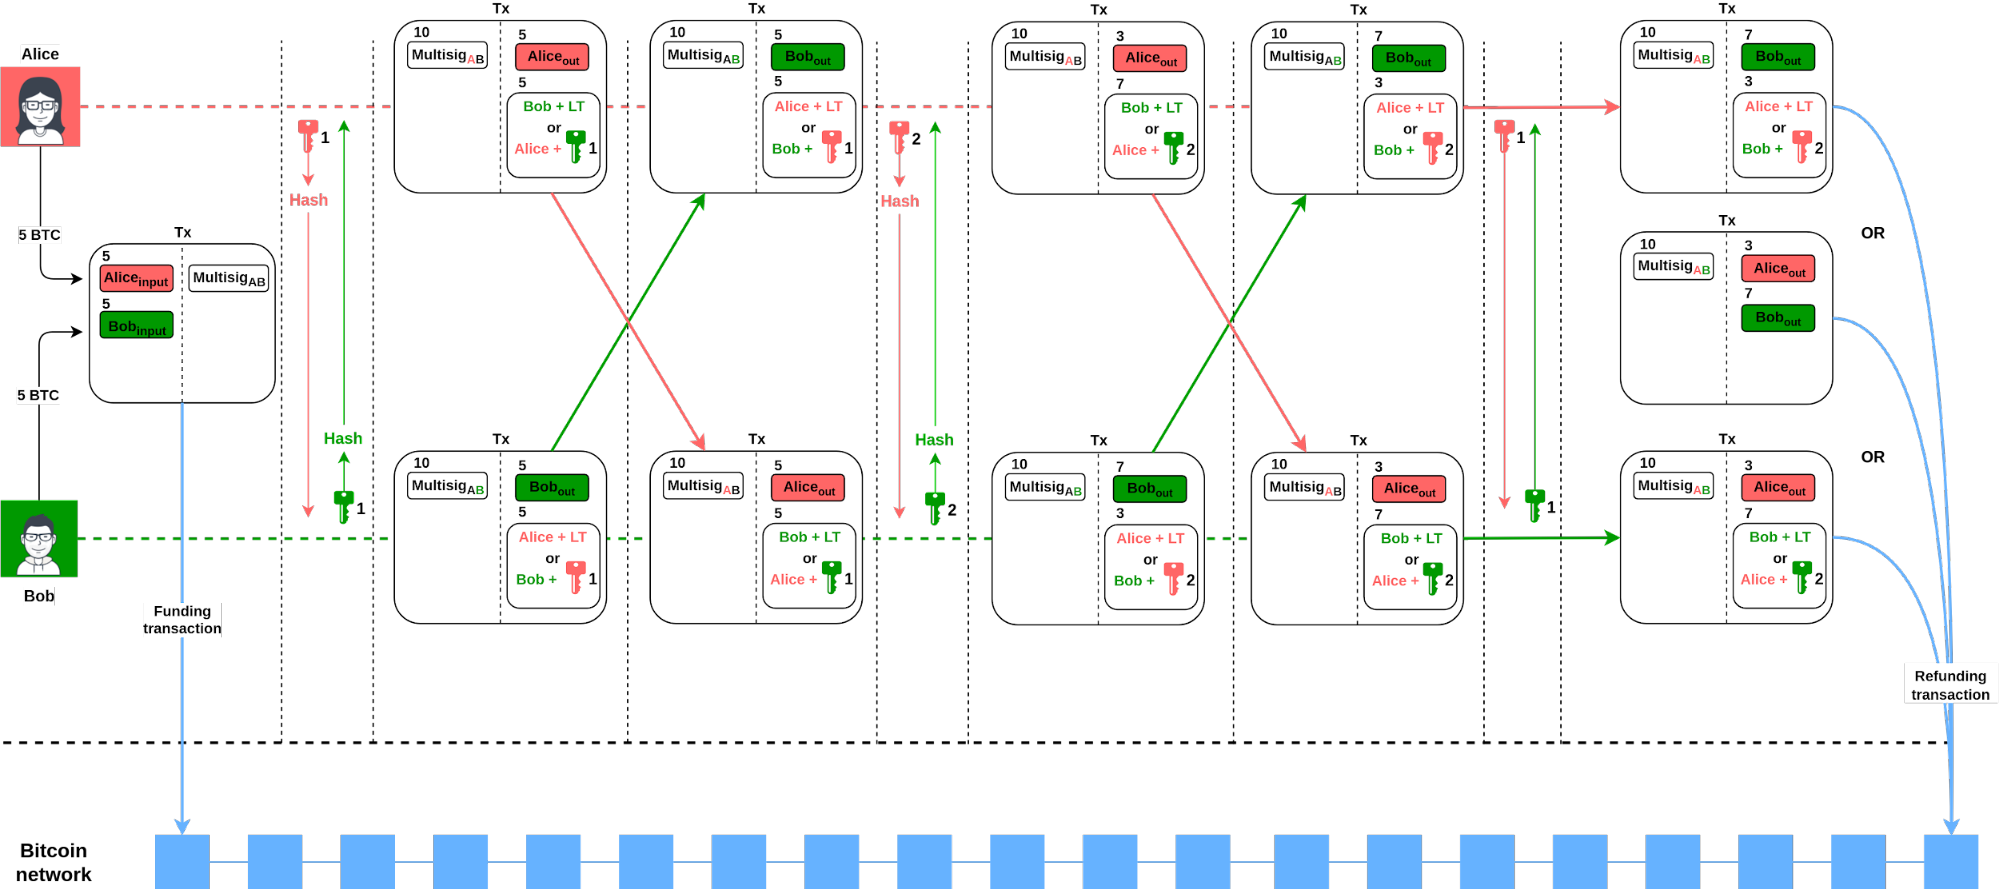 Alice
5 BTC
5 BTC
Bob
Tx
5
Alice input
Multisig AB
5
Bob input
Funding
transaction
1
Hash
Hash
1
Tx
10
5
Multisig AB
Alice out
5
Bob + LT
or
Alice +
1
Tx
10
5
Multisig AB
Bob out
5
Alice + LT
or
Bob +
1
Tx
10
5
Multisig AB
Bob out
5
Alice + LT
or
Bob +
1
Tx
10
5
Multisig AB
Alice out
5
Bob + LT
or
Alice +
1
2
Hash
Hash
2
Tx
10
3
Multisig AB
Alice out
7
Bob + LT
or
Alice +
2
Tx
10
7
Multisig AB
Bob out
3
Alice + LT
or
Bob +
2
Tx
10
7
Multisig AB
Bob out
3
Alice + LT
or
Bob +
2
Tx
10
3
Multisig AB
Alice out
7
Bob + LT
or
Alice +
2
1
1
Tx
10
7
Multisig AB
Bob out
3
Alice + LT
or
Bob +
2
OR
Tx
10
3
Multisig AB
Alice out
7
Bob out
OR
Tx
10
3
Multisig AB
Alice out
7
Bob + LT
or
Alice +
2
Refunding
transaction
Bitcoin
network